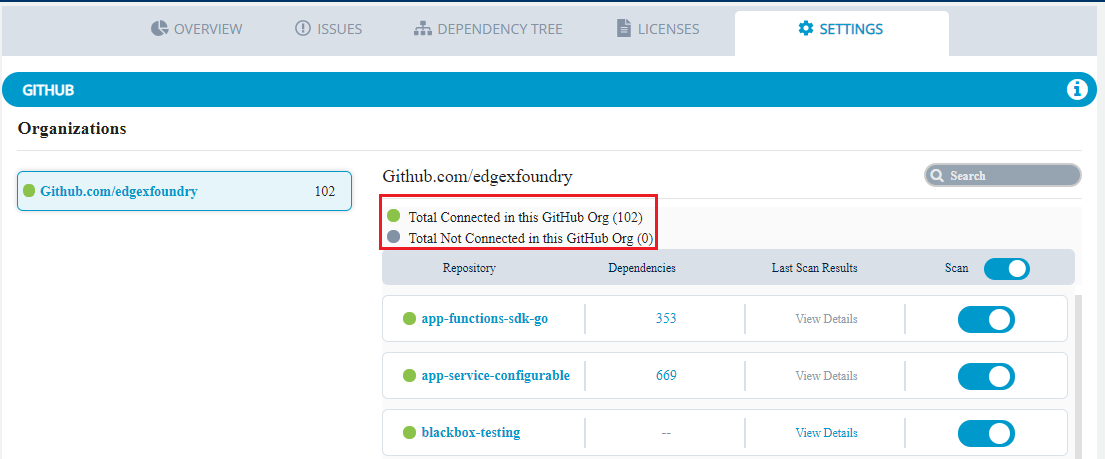 OVERVIEW ISSUES DEPENDENCY TREE LICENSES SETTINGS
GITHUB
Organizations
Github.com/edgexfoundry 102
Github.com/edgexfoundry Search
Total Connected in this GitHub Org (102)
Total Not Connected in this GitHub Org (0)
Repository Dependencies Last Scan Results Scan
app-functions-sdk-go 353 View Details
app-service-configurable 669 View Details
blackbox-testing -- View Details